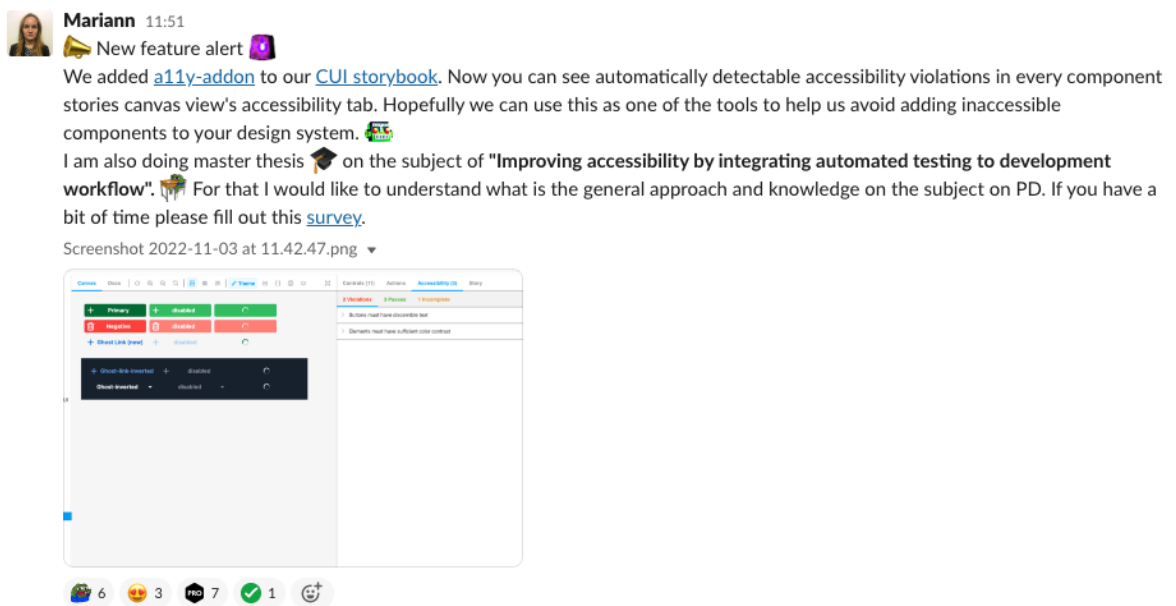 Mariann 11:51
New feature alert
We added a11y-addon to our CUI storybook. Now you can see automatically detectable accessibility violations in every component
stories canvas view's accessibility tab. Hopefully we can use this as one of the tools to help us avoid adding inaccessible
components to your design system.
I am also doing master thesis on the subject of "Improving accessibility by integrating automated testing to development
workflow". For that I would like to understand what is the general approach and knowledge on the subject on PD. If you have a
bit of time please fill out this survey.
Screenshot 2022-11-03 at 11.42.47.png
Canvas Docs Theme Controls (11) Actions Accessibility (3) Story
2 Violations 3 Passes 1 Incomplete
Primary disabled
Buttons must have discernible text
Negative disabled
Elements must have sufficient color contrast
Ghost Link (new) disabled
Ghost-link-inverted disabled
Ghost-inverted disabled
6 3 PRO 7 1